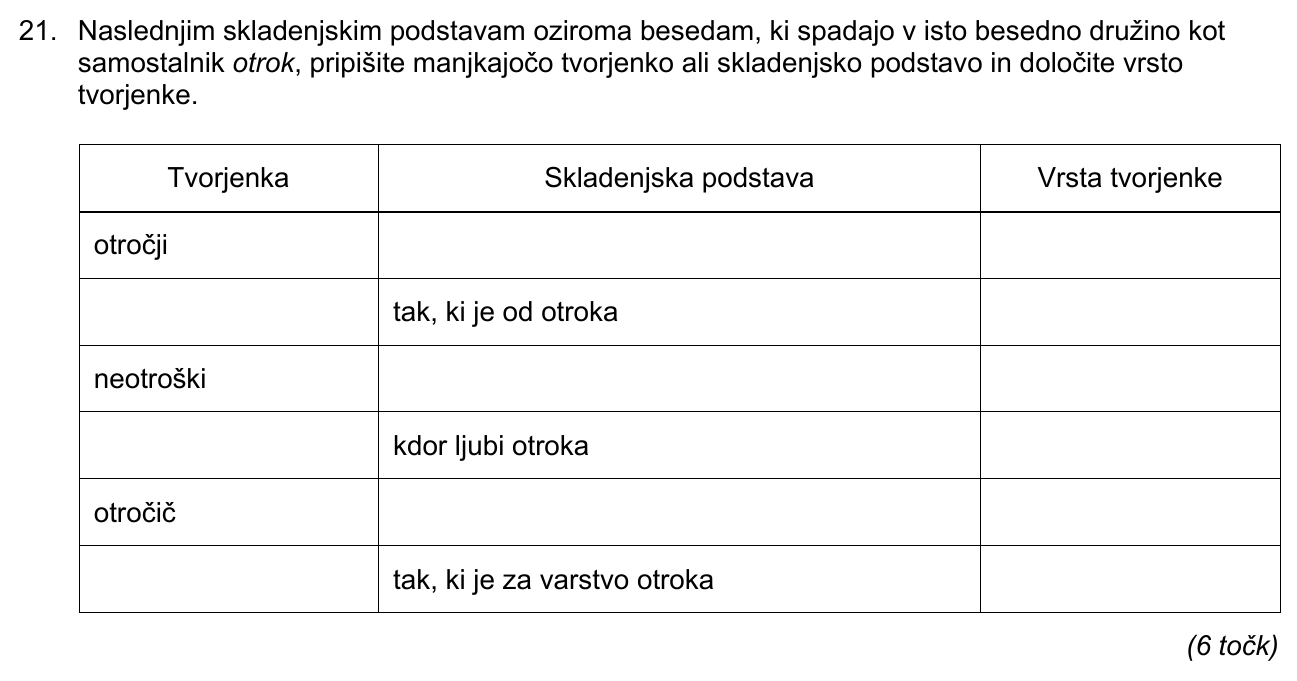 21. Naslednjim skladenjskim podstavam oziroma besedam, ki spadajo v isto besedno družino kot
samostalnik otrok, pripišite manjkajočo tvorjenko ali skladenjsko podstavo in določite vrsto
tvorjenke.
Tvorjenka Skladenjska podstava Vrsta tvorjenke
otročji
tak, ki je od otroka
neotroški
kdor ljubi otroka
otročič
tak, ki je za varstvo otroka
(6 točk)